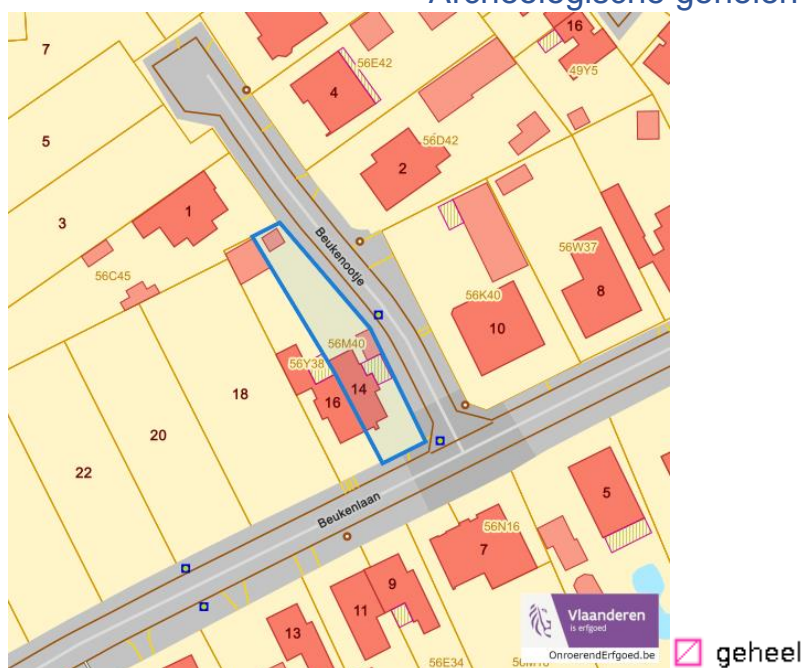 Archeologische gehelen
7
56E42
16
49Y5
4
5
56D42
2
3
1
Beukenootje
56C45
56W37
56K40
8
10
56M40
56Y38
14
18
16
20
22
Beukenlaan
5
56N16
7
9
11
13
56E34
Vlaanderen
is erfgoed
OnroerendErfgoed.be
geheel